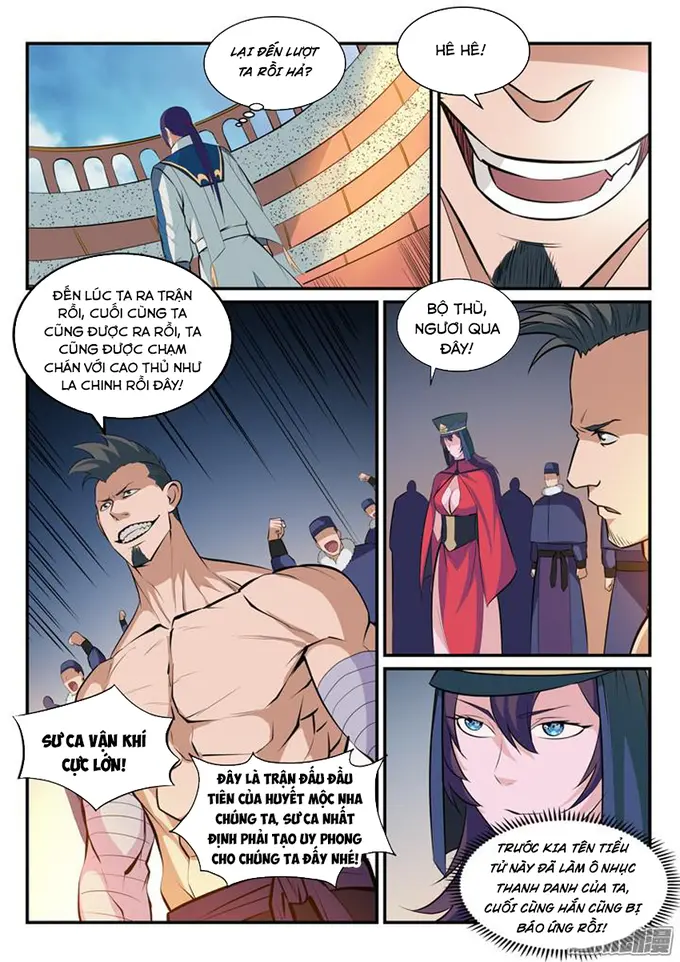 LẠI ĐẾN LƯỢT
TA RỒI HẢ?
HÊ HÊ!
ĐẾN LÚC TA RA TRẬN
RỒI, CUỐI CÙNG TA
CŨNG ĐƯỢC RA RỒI, TA
CŨNG ĐƯỢC CHẠM
CHÁN VỚI CAO THỦ NHƯ
LA CHINH RỒI ĐÂY!
BỘ THÙ,
NGƯƠI QUA
ĐÂY!
SƯ CA VẬN KHÍ
CỰC LỚN!
ĐÂY LÀ TRẬN ĐẤU ĐẦU
TIÊN CỦA HUYẾT MỘC NHA
CHÚNG TA, SƯ CA NHẤT
ĐỊNH PHẢI TẠO UY PHONG
CHO CHÚNG TA ĐẤY NHÉ!
TRƯỚC KIA TÊN TIỂU
TỬ NÀY ĐÃ LÀM Ô NHỤC
THANH DANH CỦA TA,
CUỐI CÙNG HẮN CŨNG BỊ
BÁO ỨNG RỒI!